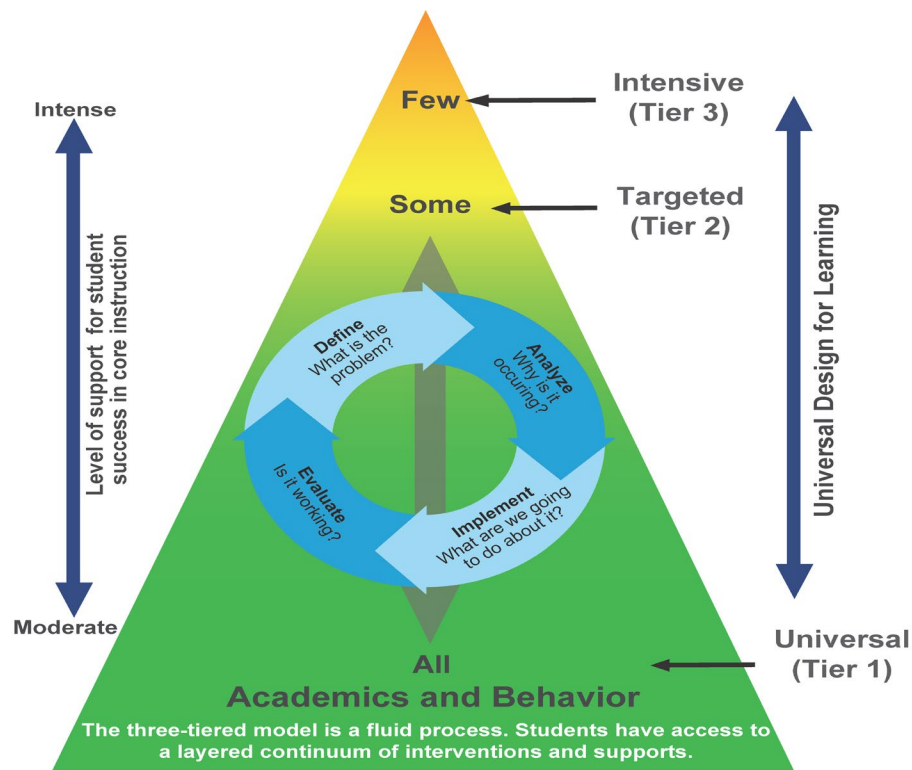 Few
Intensive
(Tier 3)
Intense
Some
Targeted
(Tier 2)
Level of support for student
success in core instruction
Universal Design for Learning
Define
What is the
problem?
Analyze
Why is it
occuring?
Implement
What are we going
to do about it?
Evaluate
Is it working?
Moderate
Universal
(Tier 1)
All
Academics and Behavior
The three-tiered model is a fluid process. Students have access to
a layered continuum of interventions and supports.